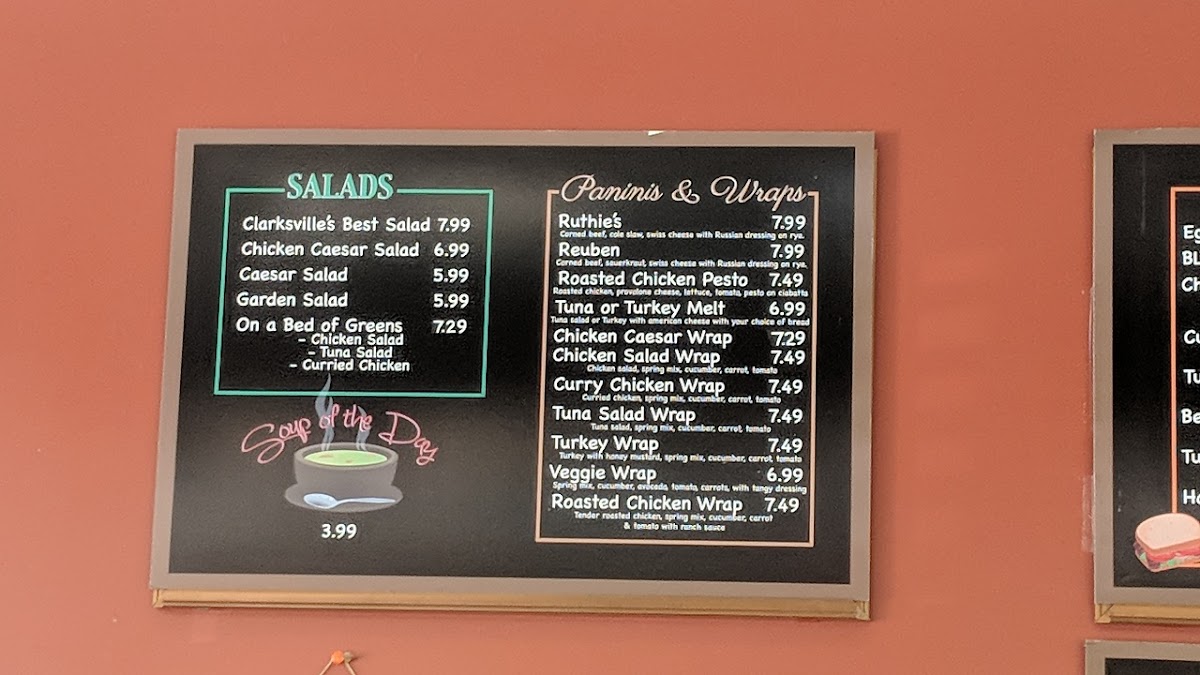 SALADS
Clarksville's Best Salad 7.99
Chicken Caesar Salad 6.99
Caesar Salad 5.99
Garden Salad 5.99
On a Bed of Greens 7.29
- Chicken Salad
- Tuna Salad
- Curried Chicken
Soup of the Day
3.99
Paninis & Wraps
Ruthie's 7.99
Corned beef, cole slaw, swiss cheese with Russian dressing on rye.
Reuben 7.99
Corned beef, sauerkraut, swiss cheese with Russian dressing on rye.
Roasted Chicken Pesto 7.49
Roasted chicken, provolone cheese, lettuce, tomato, pesto on ciabatta
Tuna or Turkey Melt 6.99
Tuna salad or Turkey with american cheese with your choice of bread
Chicken Caesar Wrap 7.29
Chicken Salad Wrap 7.49
Chicken salad, spring mix, cucumber, carrot, tomato
Curry Chicken Wrap 7.49
Curried chicken, spring mix, cucumber, carrot, tomato
Tuna Salad Wrap 7.49
Tuna salad, spring mix, cucumber, carrot, tomato
Turkey Wrap 7.49
Turkey with honey mustard, spring mix, cucumber, carrot, tomato
Veggie Wrap 6.99
Spring mix, cucumber, avocado, tomato, carrots, with tangy dressing
Roasted Chicken Wrap 7.49
Tender roasted chicken, spring mix, cucumber, carrot
& tomato with ranch sauce
BL
Ch
Tu
Be
Tu